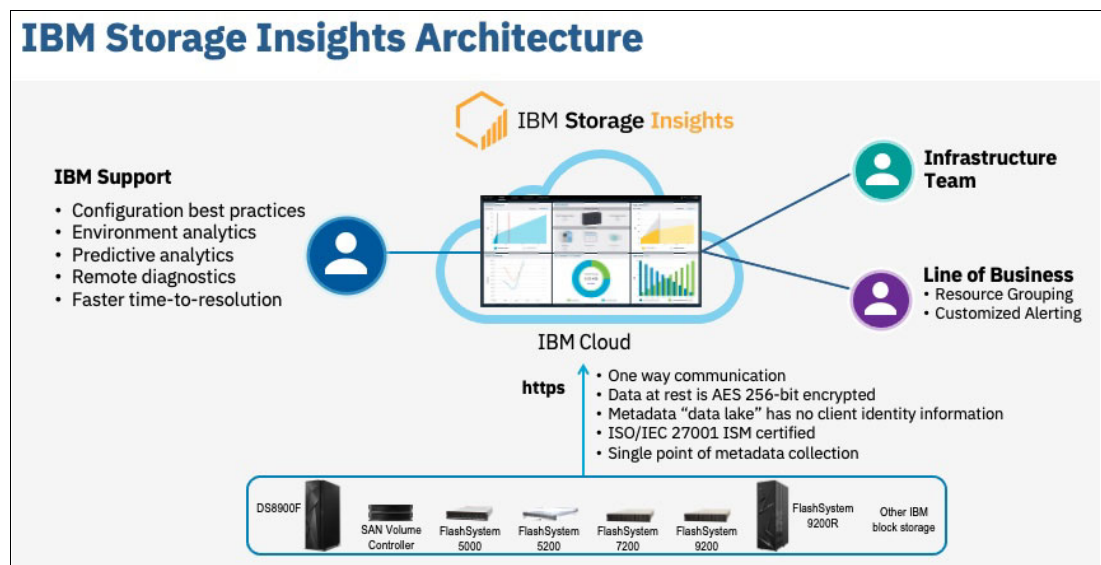 IBM Storage Insights Architecture
IBM Storage Insights
IBM Support
• Configuration best practices
• Environment analytics
• Predictive analytics
• Remote diagnostics
• Faster time-to-resolution
Infrastructure
Team
Line of Business
• Resource Grouping
• Customized Alerting
IBM Cloud
https
• One way communication
• Data at rest is AES 256-bit encrypted
• Metadata “data lake” has no client identity information
• ISO/IEC 27001 ISM certified
• Single point of metadata collection
DS8900F
SAN Volume
Controller
FlashSystem
5000
FlashSystem
5200
FlashSystem
7200
FlashSystem
9200
FlashSystem
9200R
Other IBM
block storage